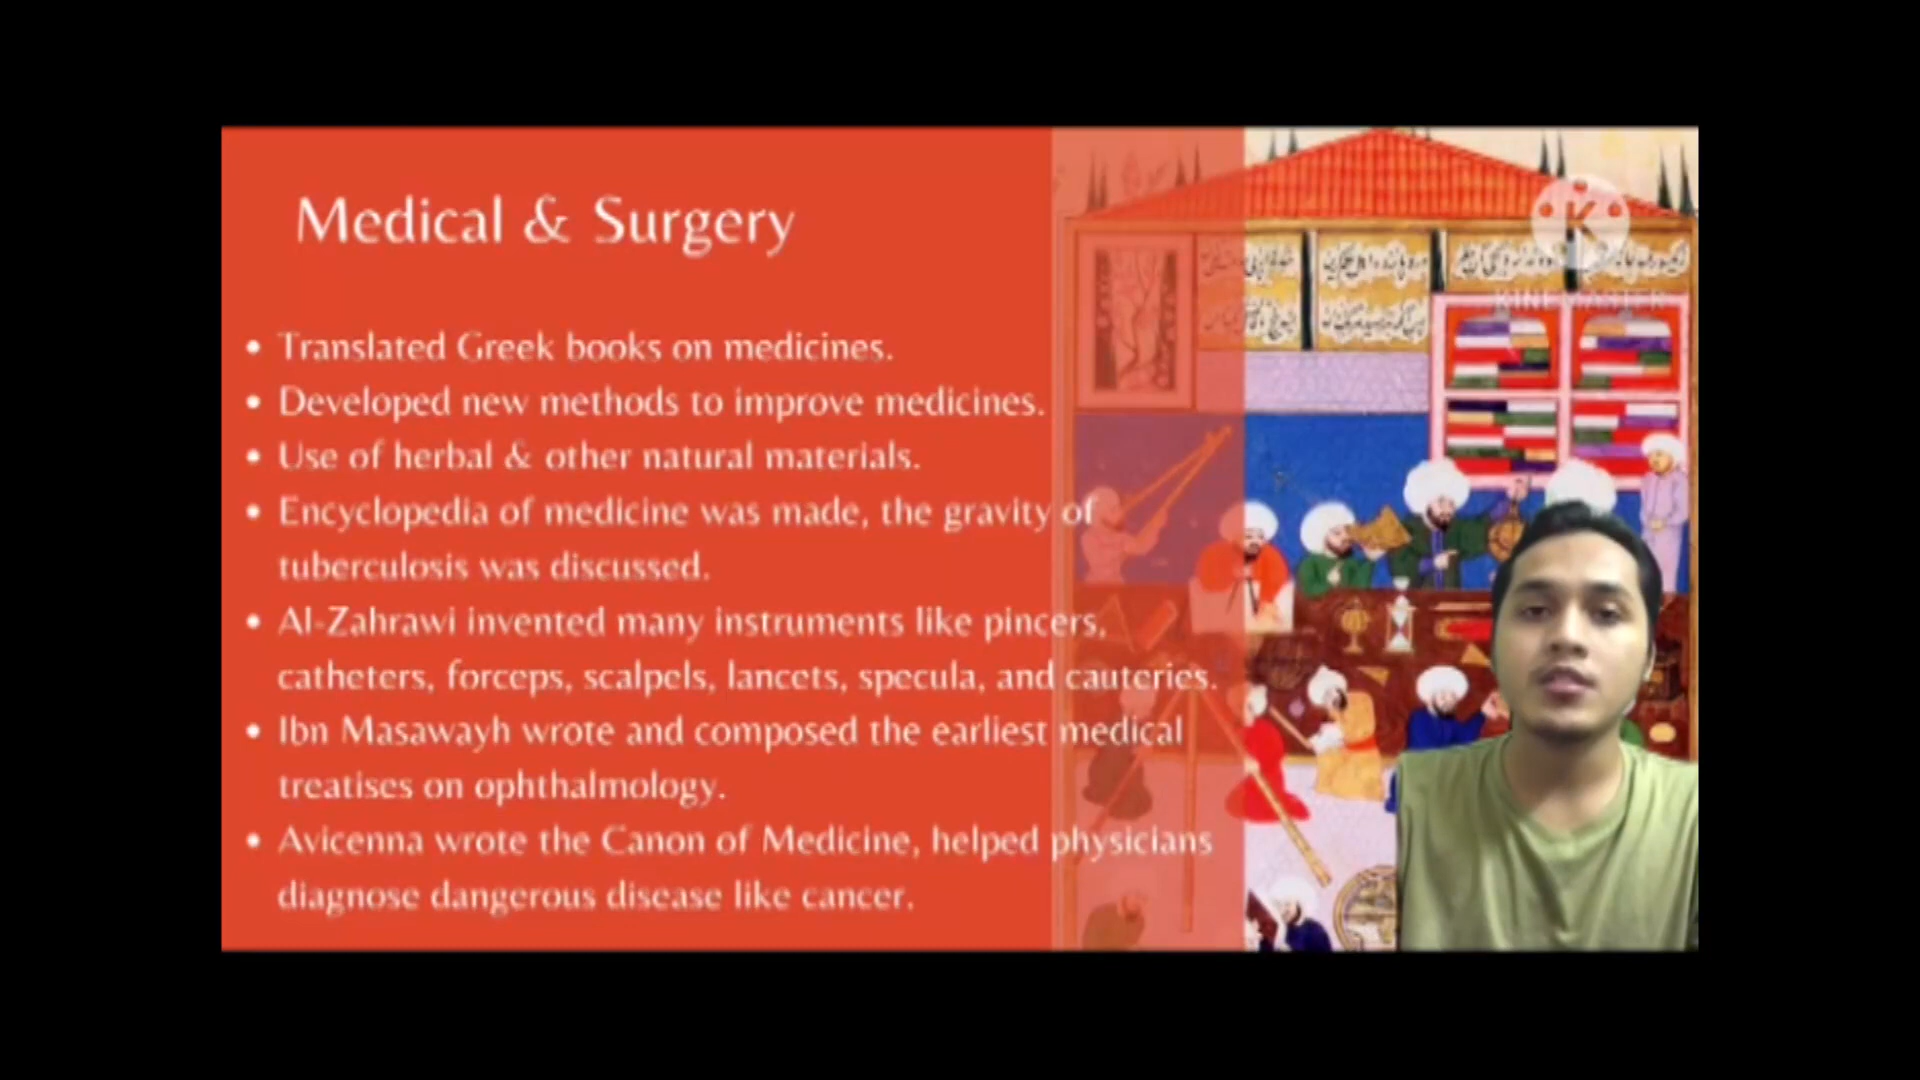 Medical & Surgery
• Translated Greek books on medicines.
• Developed new methods to improve medicines.
• Use of herbal & other natural materials.
• Encyclopedia of medicine was made, the gravity of
tuberculosis was discussed.
• Al-Zahrawi invented many instruments like pincers,
catheters, forceps, scalpels, lancets, specula, and cauteries.
• Ibn Masawayh wrote and composed the earliest medical
treatises on ophthalmology.
• Avicenna wrote the Canon of Medicine, helped physicians
diagnose dangerous disease like cancer.
K
KINEMASTER